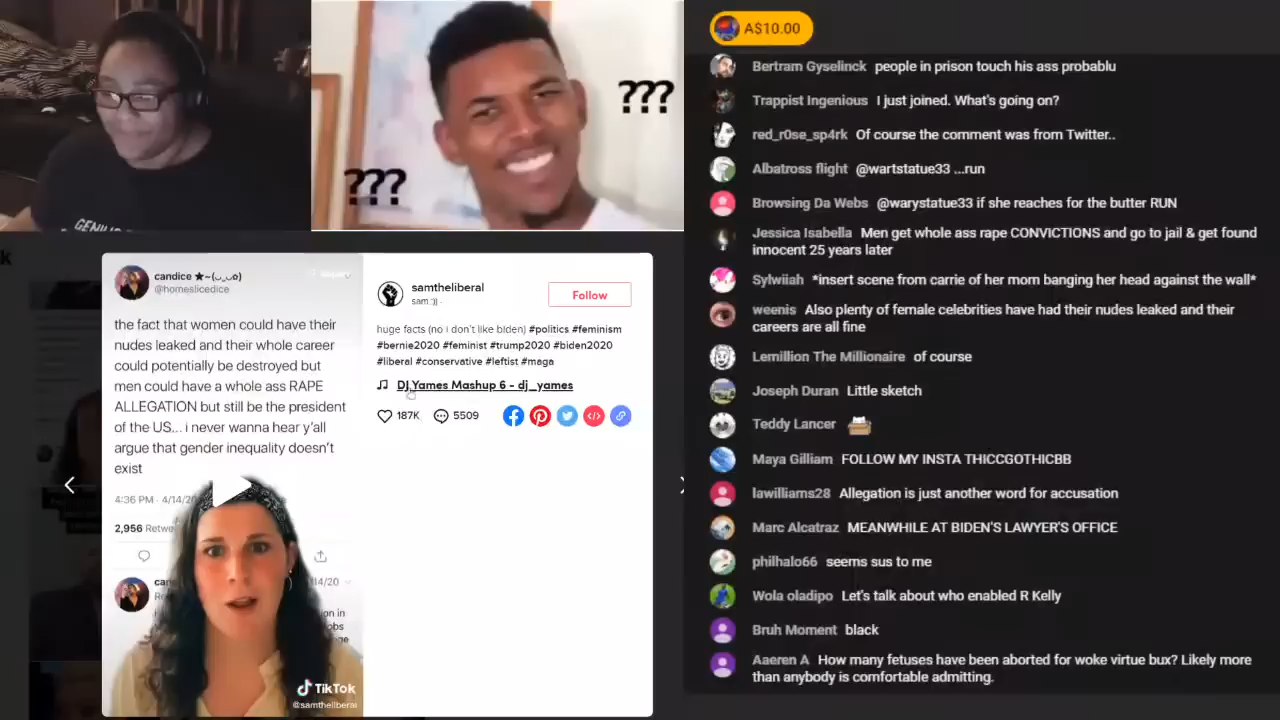 GENIUS
???
???
k
candice ★~(◡‿◡✿)
@homeslicedice
the fact that women could have their
nudes leaked and their whole career
could potentially be destroyed but
men could have a whole ass RAPE
ALLEGATION but still be the president
of the US... i never wanna hear y'all
argue that gender inequality doesn't
exist
4:36 PM · 4/14/20
2,956 Retwe
can
/14/20
TikTok
@samtheliberal
samtheliberal
sam :)) ·
Follow
huge facts (no i don't like biden) #politics #feminism
#bernie2020 #feminist #trump2020 #biden2020
#liberal #conservative #leftist #maga
DJ.Yames Mashup 6 - dj_yames
187K
5509
A$10.00
Bertram Gyselinck people in prison touch his ass probablu
Trappist Ingenious I just joined. What's going on?
red_r0se_sp4rk Of course the comment was from Twitter..
Albatross flight @wartstatue33 ...run
Browsing Da Webs @warystatue33 if she reaches for the butter RUN
Jessica Isabella Men get whole ass rape CONVICTIONS and go to jail & get found
innocent 25 years later
Sylwiiah *insert scene from carrie of her mom banging her head against the wall*
weenis Also plenty of female celebrities have had their nudes leaked and their
careers are all fine
Lemillion The Millionaire of course
Joseph Duran Little sketch
Teddy Lancer
Maya Gilliam FOLLOW MY INSTA THICCGOTHICBB
lawilliams28 Allegation is just another word for accusation
Marc Alcatraz MEANWHILE AT BIDEN'S LAWYER'S OFFICE
philhalo66 seems sus to me
Wola oladipo Let's talk about who enabled R Kelly
Bruh Moment black
Aaeren A How many fetuses have been aborted for woke virtue bux? Likely more
than anybody is comfortable admitting.